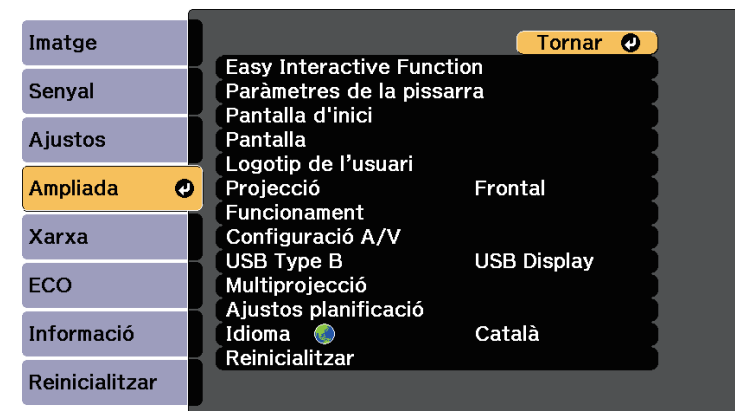 Imatge
Senyal
Ajustos
Ampliada
Xarxa
ECO
Informació
Reinicialitzar
Tornar
Easy Interactive Function
Paràmetres de la pissarra
Pantalla d'inici
Pantalla
Logotip de l’usuari
Projecció Frontal
Funcionament
Configuració A/V
USB Type B USB Display
Multiprojecció
Ajustos planificació
Idioma Català
Reinicialitzar